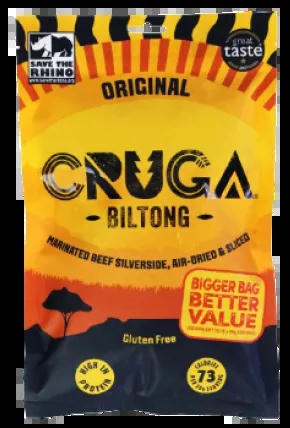 SAVE THE
RHINO
great
taste
ORIGINAL
CRUGA
BILTONG
MARINATED BEEF SILVERSIDE, AIR-DRIED & SLICED
BIGGER BAG
BETTER
VALUE
Gluten Free
HIGH IN
PROTEIN
CALORIES
73